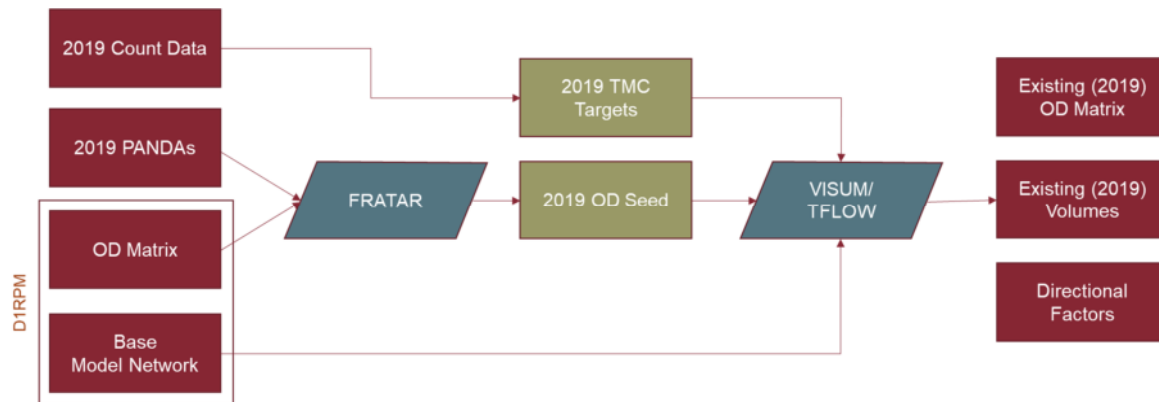 2019 Count Data
2019 TMC
Targets
Existing (2019)
OD Matrix
2019 PANDAs
FRATAR
2019 OD Seed
VISUM/
TFLOW
Existing (2019)
Volumes
D1RPM
OD Matrix
Base
Model Network
Directional
Factors